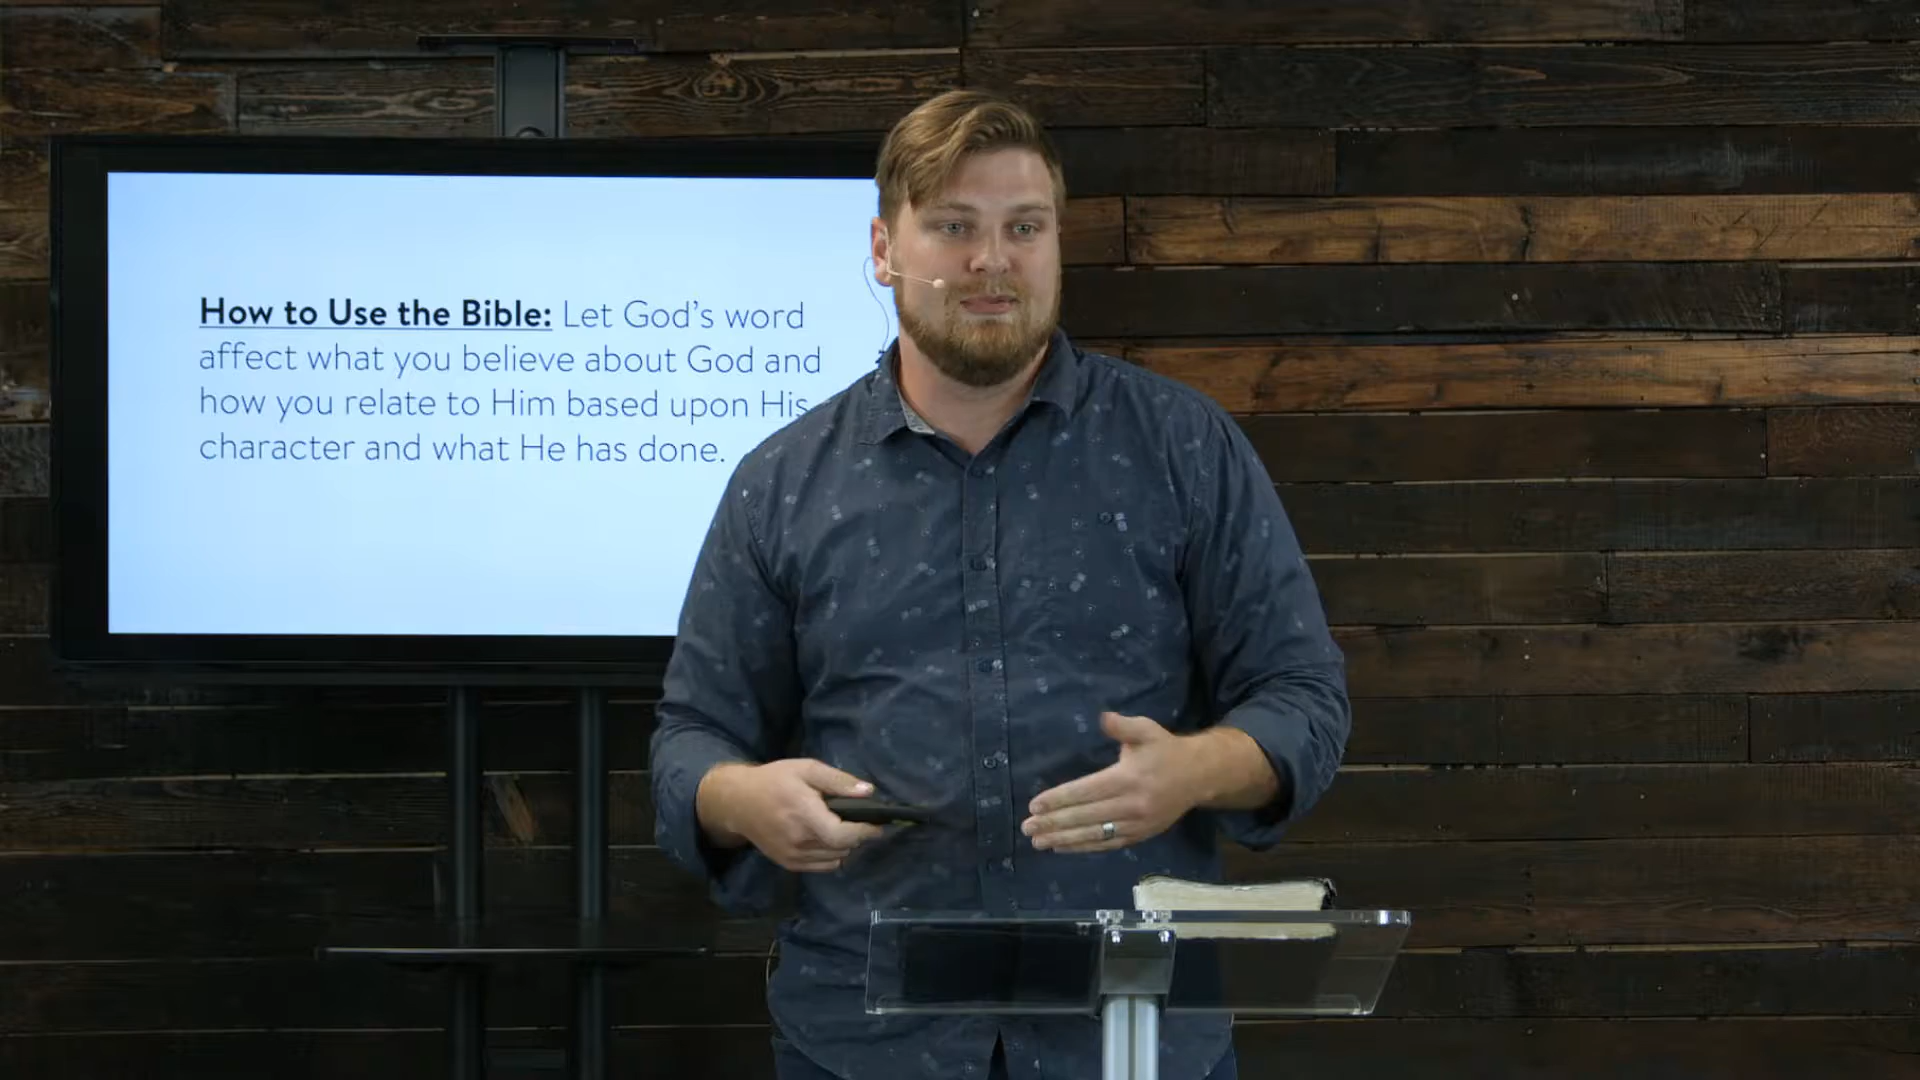 How to Use the Bible: Let God's word
affect what you believe about God and
how you relate to Him based upon His
character and what He has done.